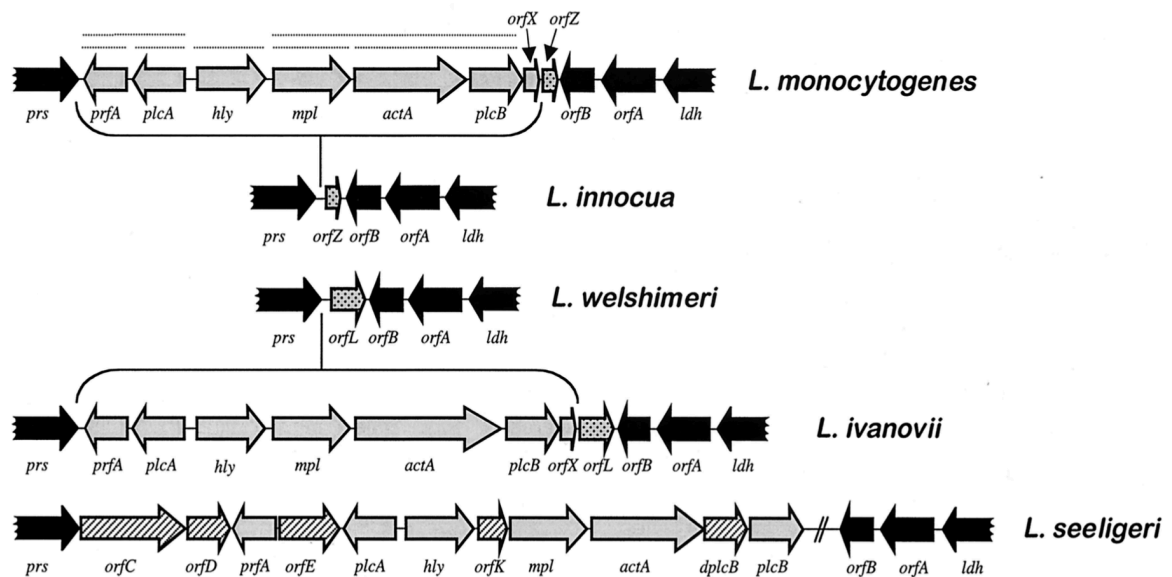 orfX orfZ
L. monocytogenes
prs prfA plcA hly mpl actA plcB orfB orfA ldh
L. innocua
prs orfZ orfB orfA ldh
L. welshimeri
prs orfL orfB orfA ldh
L. ivanovii
prs prfA plcA hly mpl actA plcB orfX orfL orfB orfA ldh
L. seeligeri
prs orfC orfD prfA orfE plcA hly orfK mpl actA dplcB plcB orfB orfA ldh